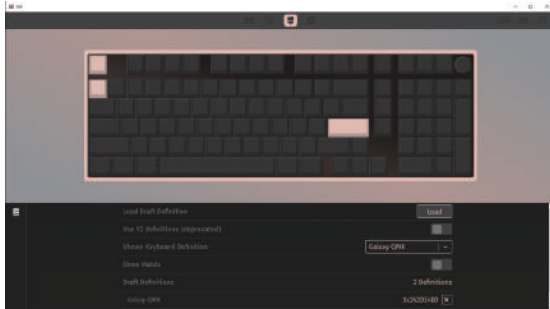 Load Draft Definition
Load
Use V2 definitions (deprecated)
Shown Keyboard Definition
Galaxy QMK
Show Matrix
Draft Definitions
2 Definitions
Galaxy QMK